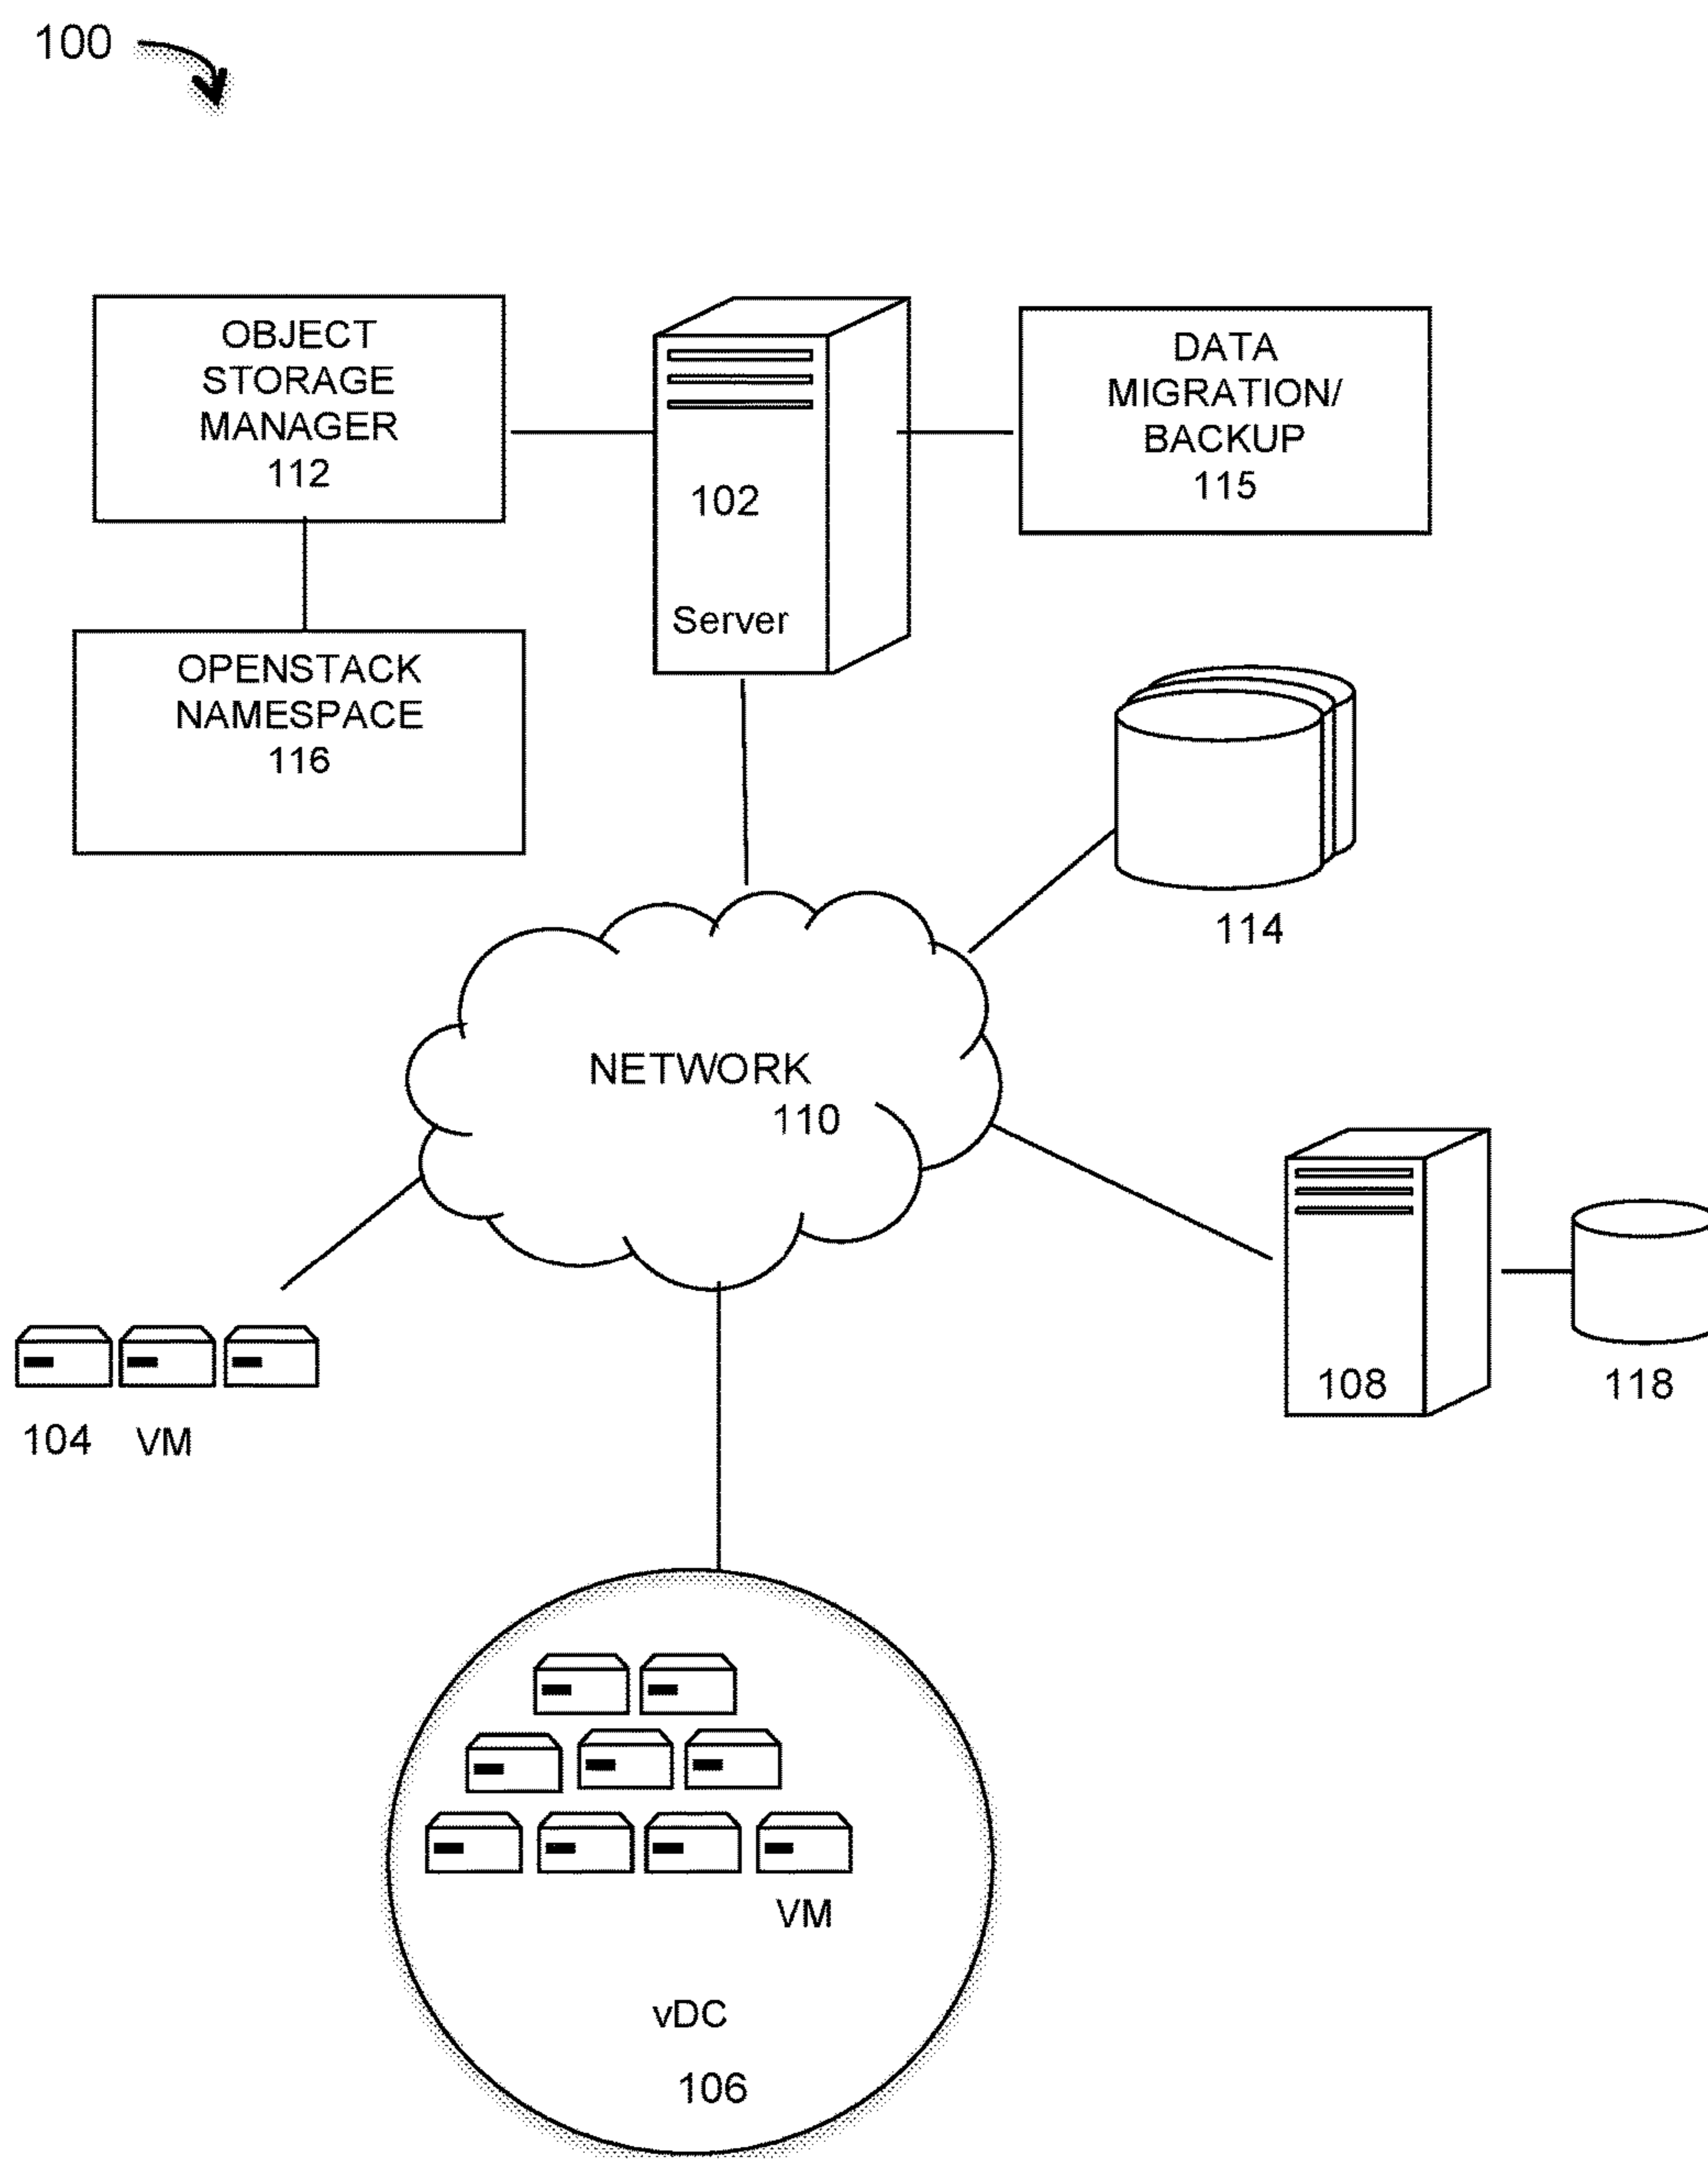 100
OBJECT
STORAGE
MANAGER
112
102
Server
DATA
MIGRATION/
BACKUP
115
OPENSTACK
NAMESPACE
116
114
NETWORK
110
104 VM
108
118
VM
vDC
106